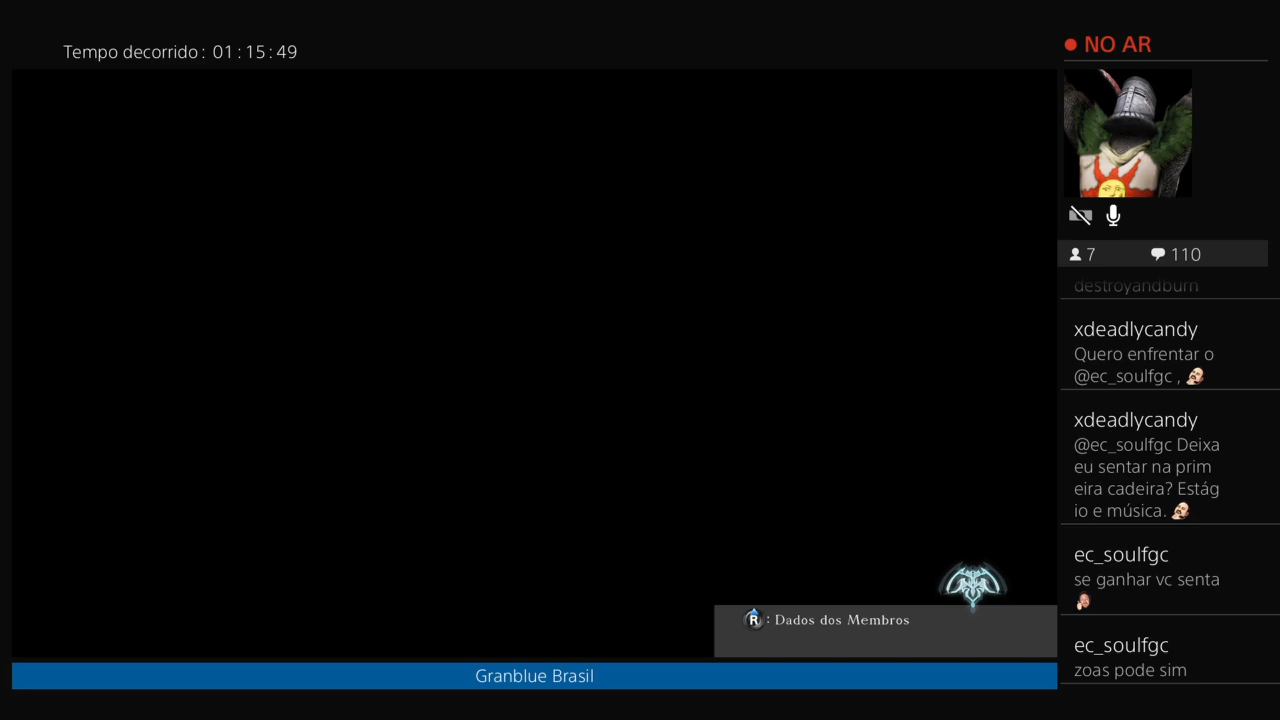 Tempo decorrido: 01:15:49
NO AR
7
110
destroyandburn
xdeadlycandy
Quero enfrentar o
@ec_soulfgc ,
xdeadlycandy
@ec_soulfgc Deixa
eu sentar na prim
eira cadeira? Estág
io e música.
ec_soulfgc
se ganhar vc senta
ec_soulfgc
zoas pode sim
R : Dados dos Membros
Granblue Brasil